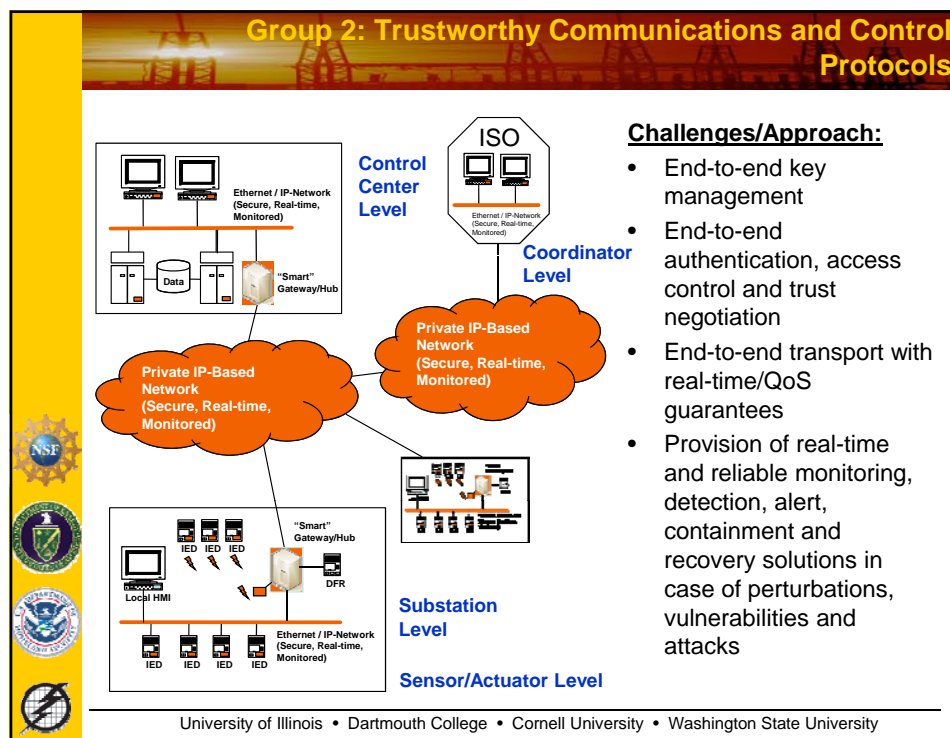 Group 2: Trustworthy Communications and Control
Protocols
Control
Center
Level
Ethernet / IP-Network
(Secure, Real-time,
Monitored)
Data
“Smart”
Gateway/Hub
ISO
Ethernet / IP-Network
(Secure, Real-time,
Monitored)
Coordinator
Level
Private IP-Based
Network
(Secure, Real-time,
Monitored)
Private IP-Based
Network
(Secure, Real-time,
Monitored)
“Smart”
Gateway/Hub
IED IED IED
DFR
Local HMI
Ethernet / IP-Network
(Secure, Real-time,
Monitored)
IED IED IED IED
Substation
Level
Sensor/Actuator Level
Challenges/Approach:
• End-to-end key
management
• End-to-end
authentication, access
control and trust
negotiation
• End-to-end transport with
real-time/QoS
guarantees
• Provision of real-time
and reliable monitoring,
detection, alert,
containment and
recovery solutions in
case of perturbations,
vulnerabilities and
attacks
NSF
University of Illinois • Dartmouth College • Cornell University • Washington State University